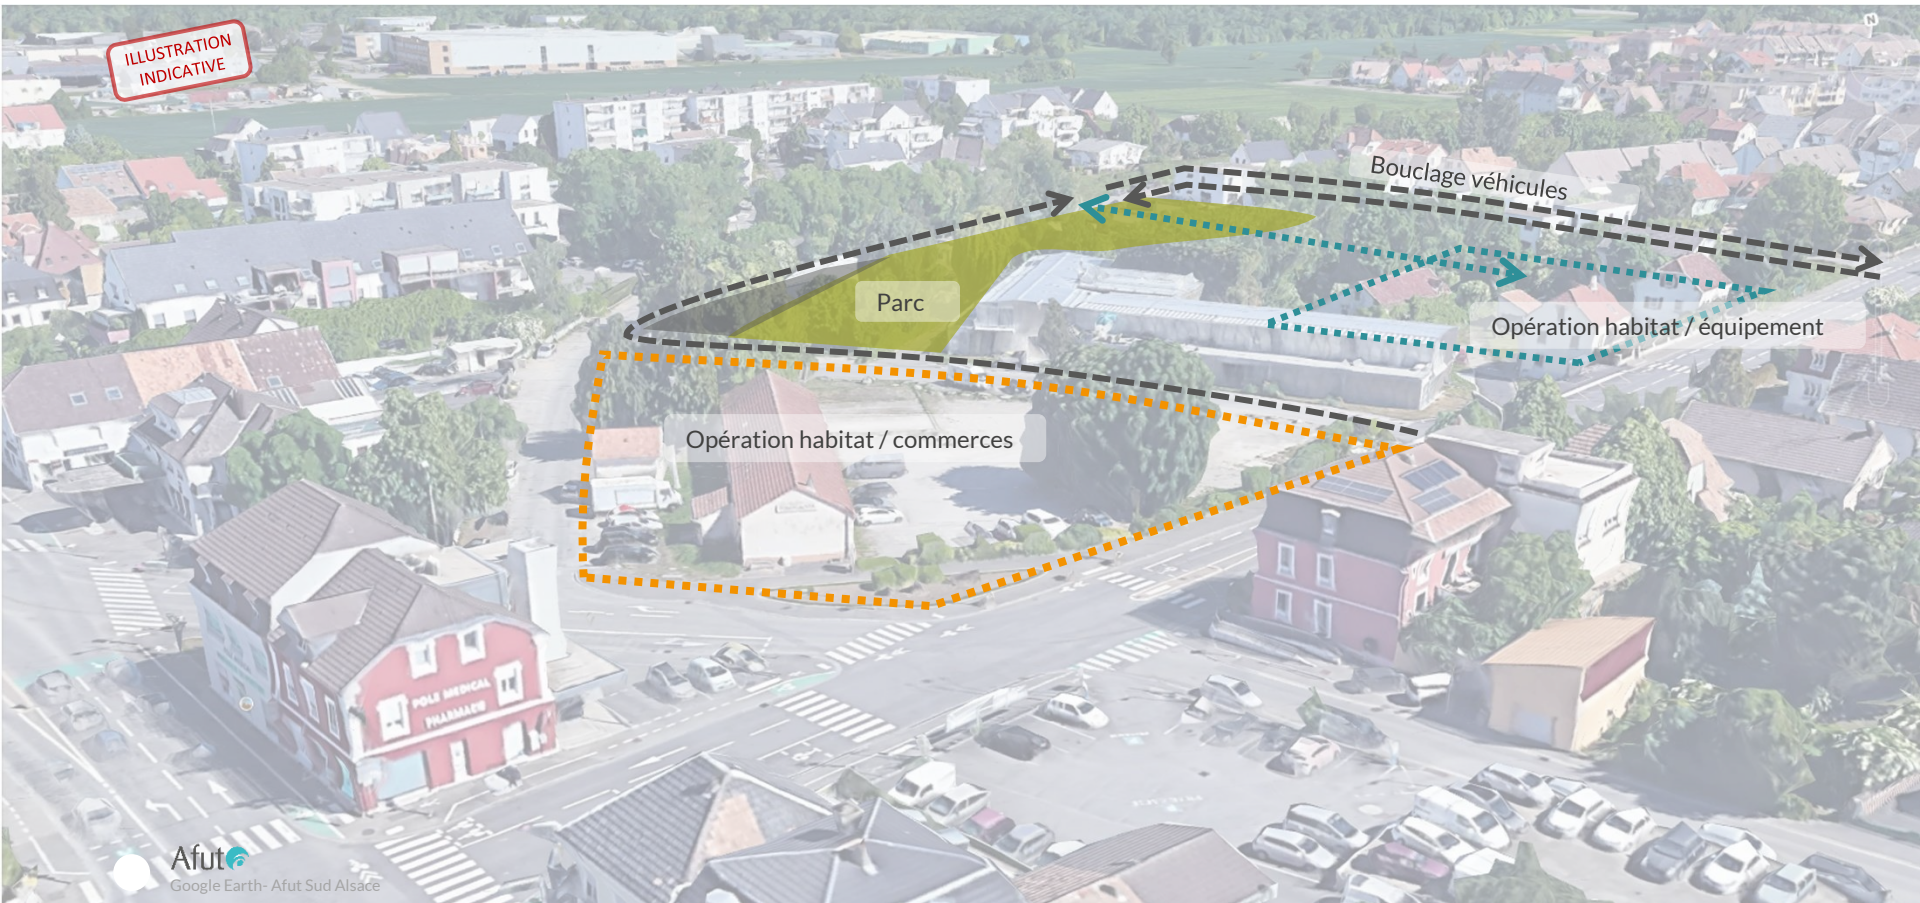 ILLUSTRATION
INDICATIVE
N
Bouclage véhicules
Parc
Opération habitat / équipement
Opération habitat / commerces
POLE MEDICAL
PHARMACIE
Afut
Google Earth- Afut Sud Alsace